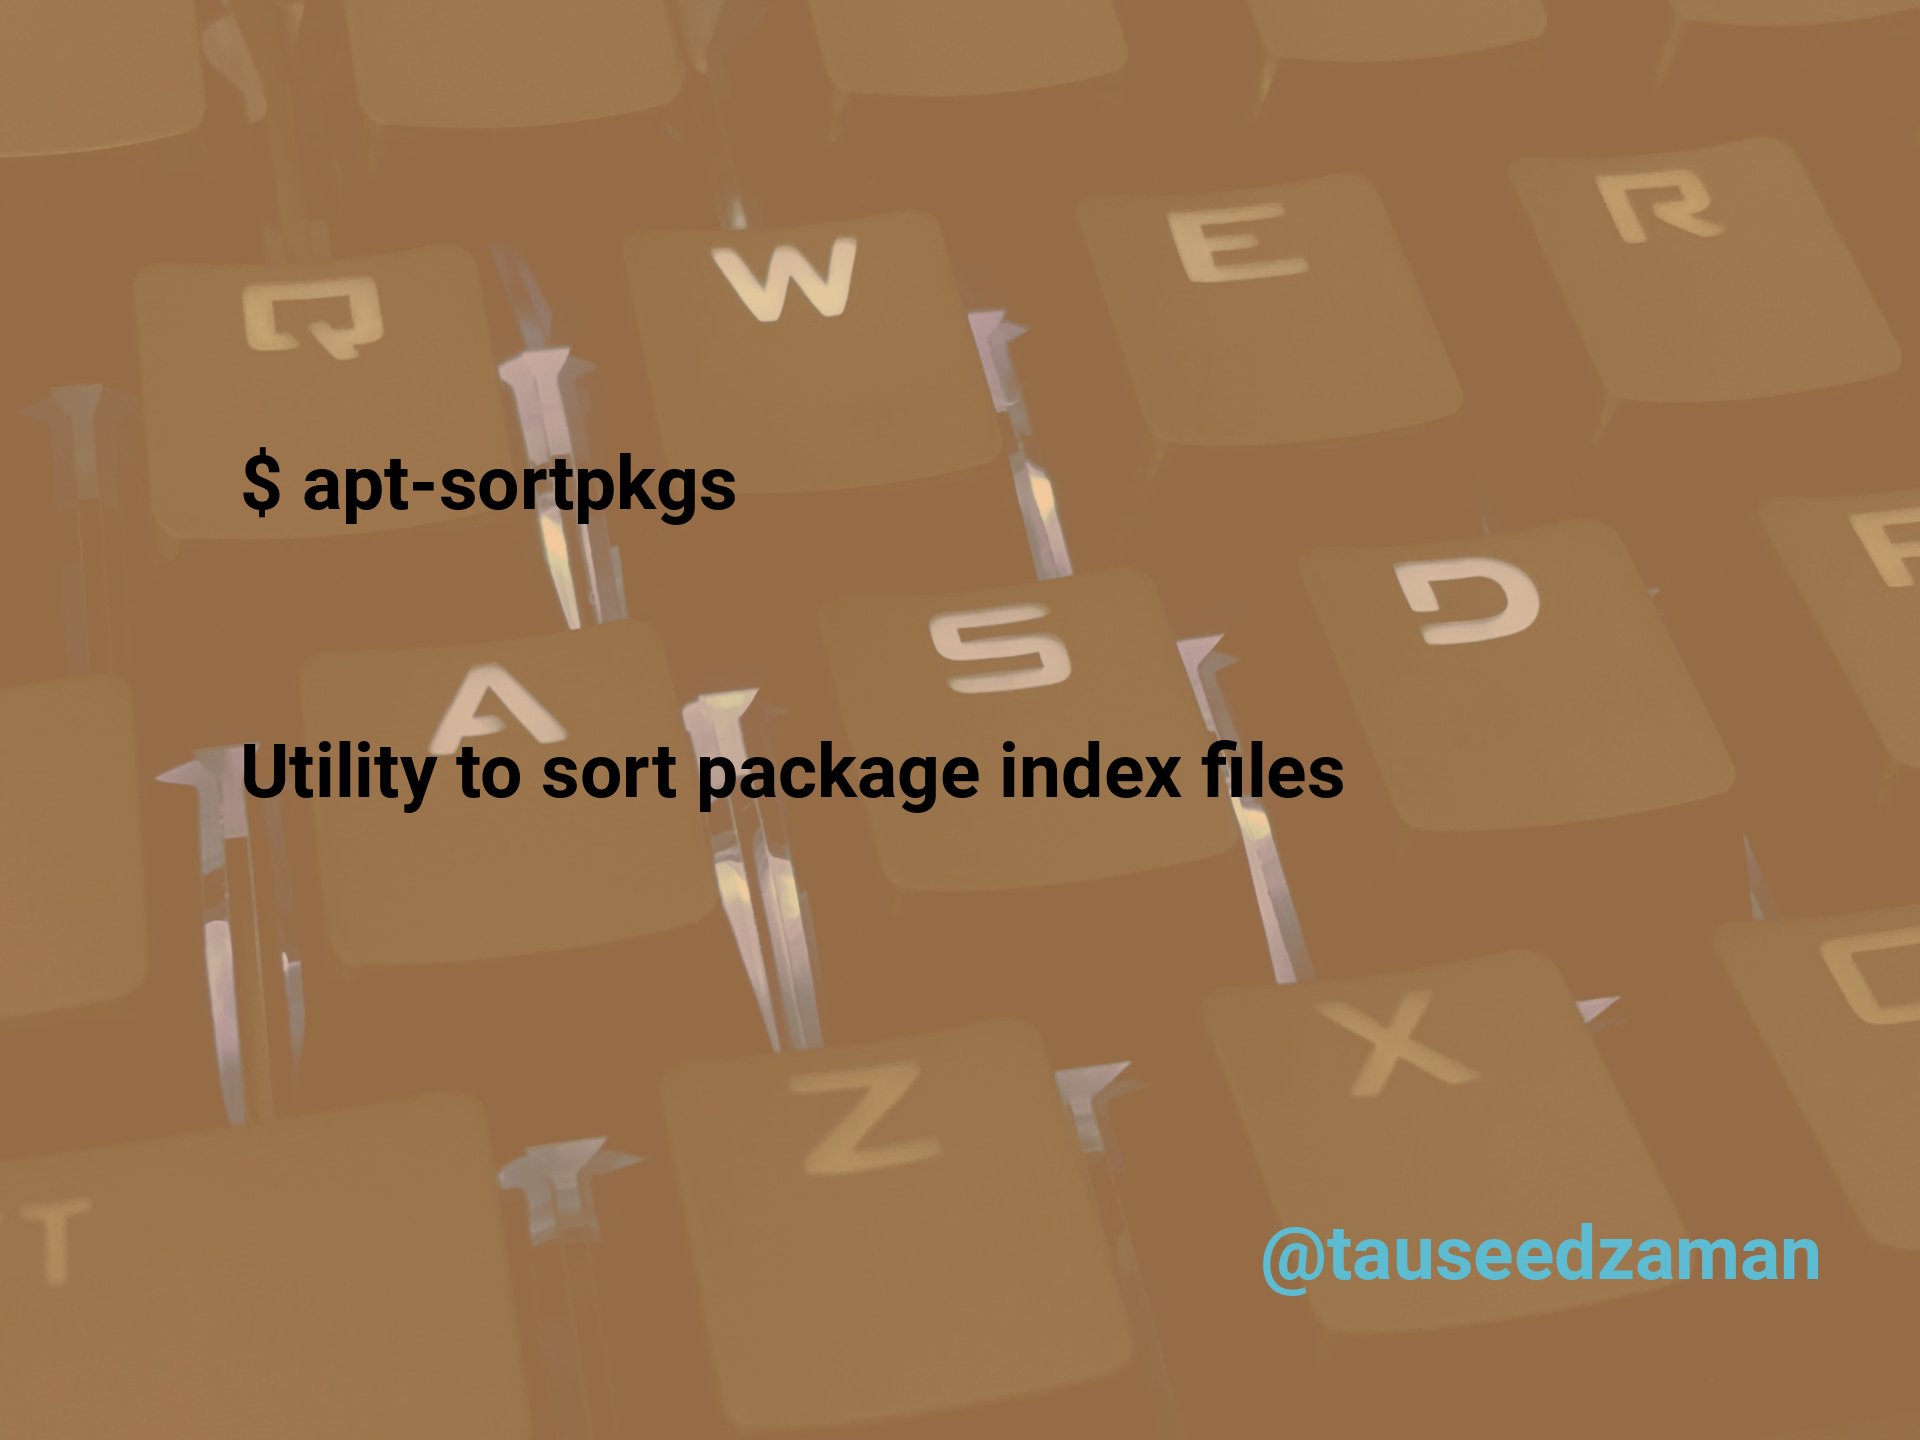 Q W E R
$ apt-sortpkgs
A S D F
Utility to sort package index files
Z X C
T
@tauseedzaman